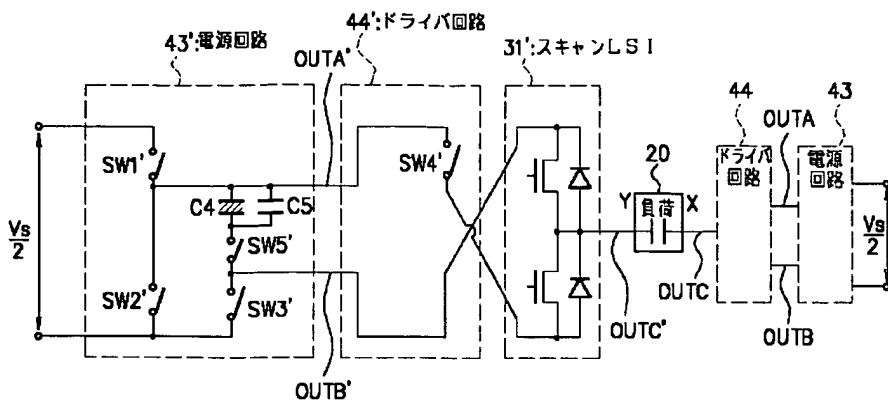 43':電源回路
44':ドライバ回路
OUTA'
31':スキャンLSI
SW1'
C4
C5
SW5'
SW2'
SW3'
Vs
2
SW4'
OUTB'
20
Y
負荷
X
OUTC'
OUTC
44
43
OUTA
ドライバ
回路
電源
回路
OUTB
Vs
2